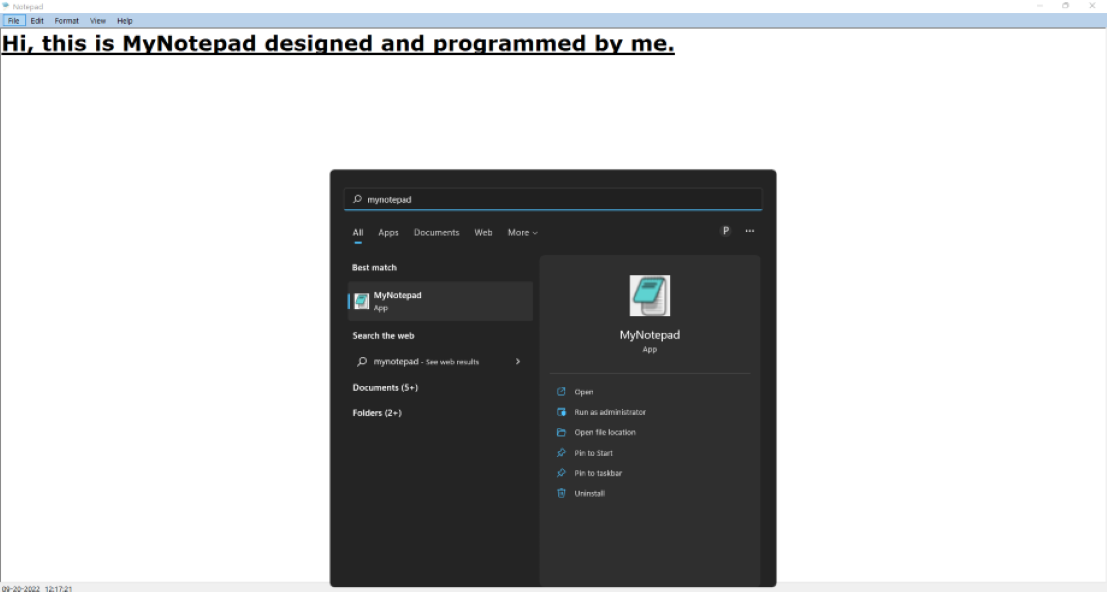 Notepad
File Edit Format View Help
Hi, this is MyNotepad designed and programmed by me.
mynotepad
All Apps Documents Web More P ...
Best match
MyNotepad
App
Search the web
mynotepad - See web results
Documents (5+)
Folders (2+)
MyNotepad
App
Open
Run as administrator
Open file location
Pin to Start
Pin to taskbar
Uninstall
09-20-2022 12:17:21